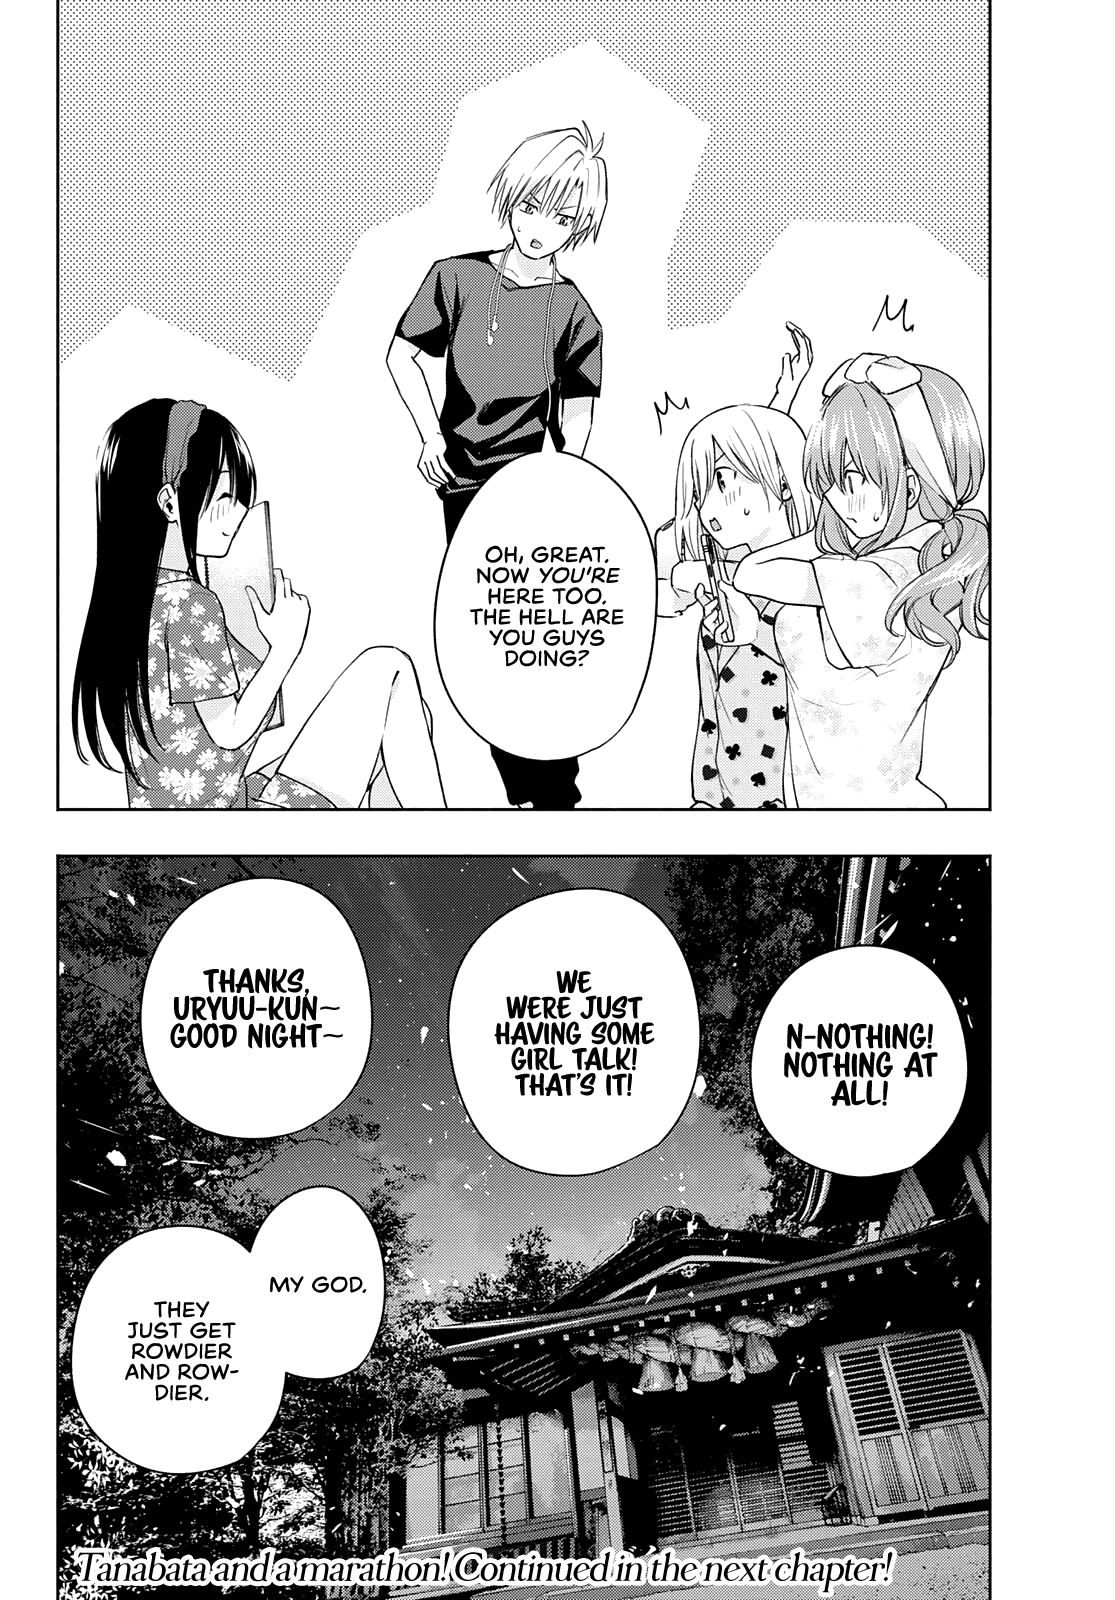 OH, GREAT.
NOW YOU'RE
HERE TOO.
THE HELL ARE
YOU GUYS
DOING?
N-NOTHING!
NOTHING AT
ALL!
WE
WERE JUST
HAVING SOME
GIRL TALK!
THAT'S IT!
THANKS,
URYUU-KUN~
GOOD NIGHT~
MY GOD.
THEY
JUST GET
ROWDIER
AND ROW-
DIER.
Tanabata and a marathon! Continued in the next chapter!